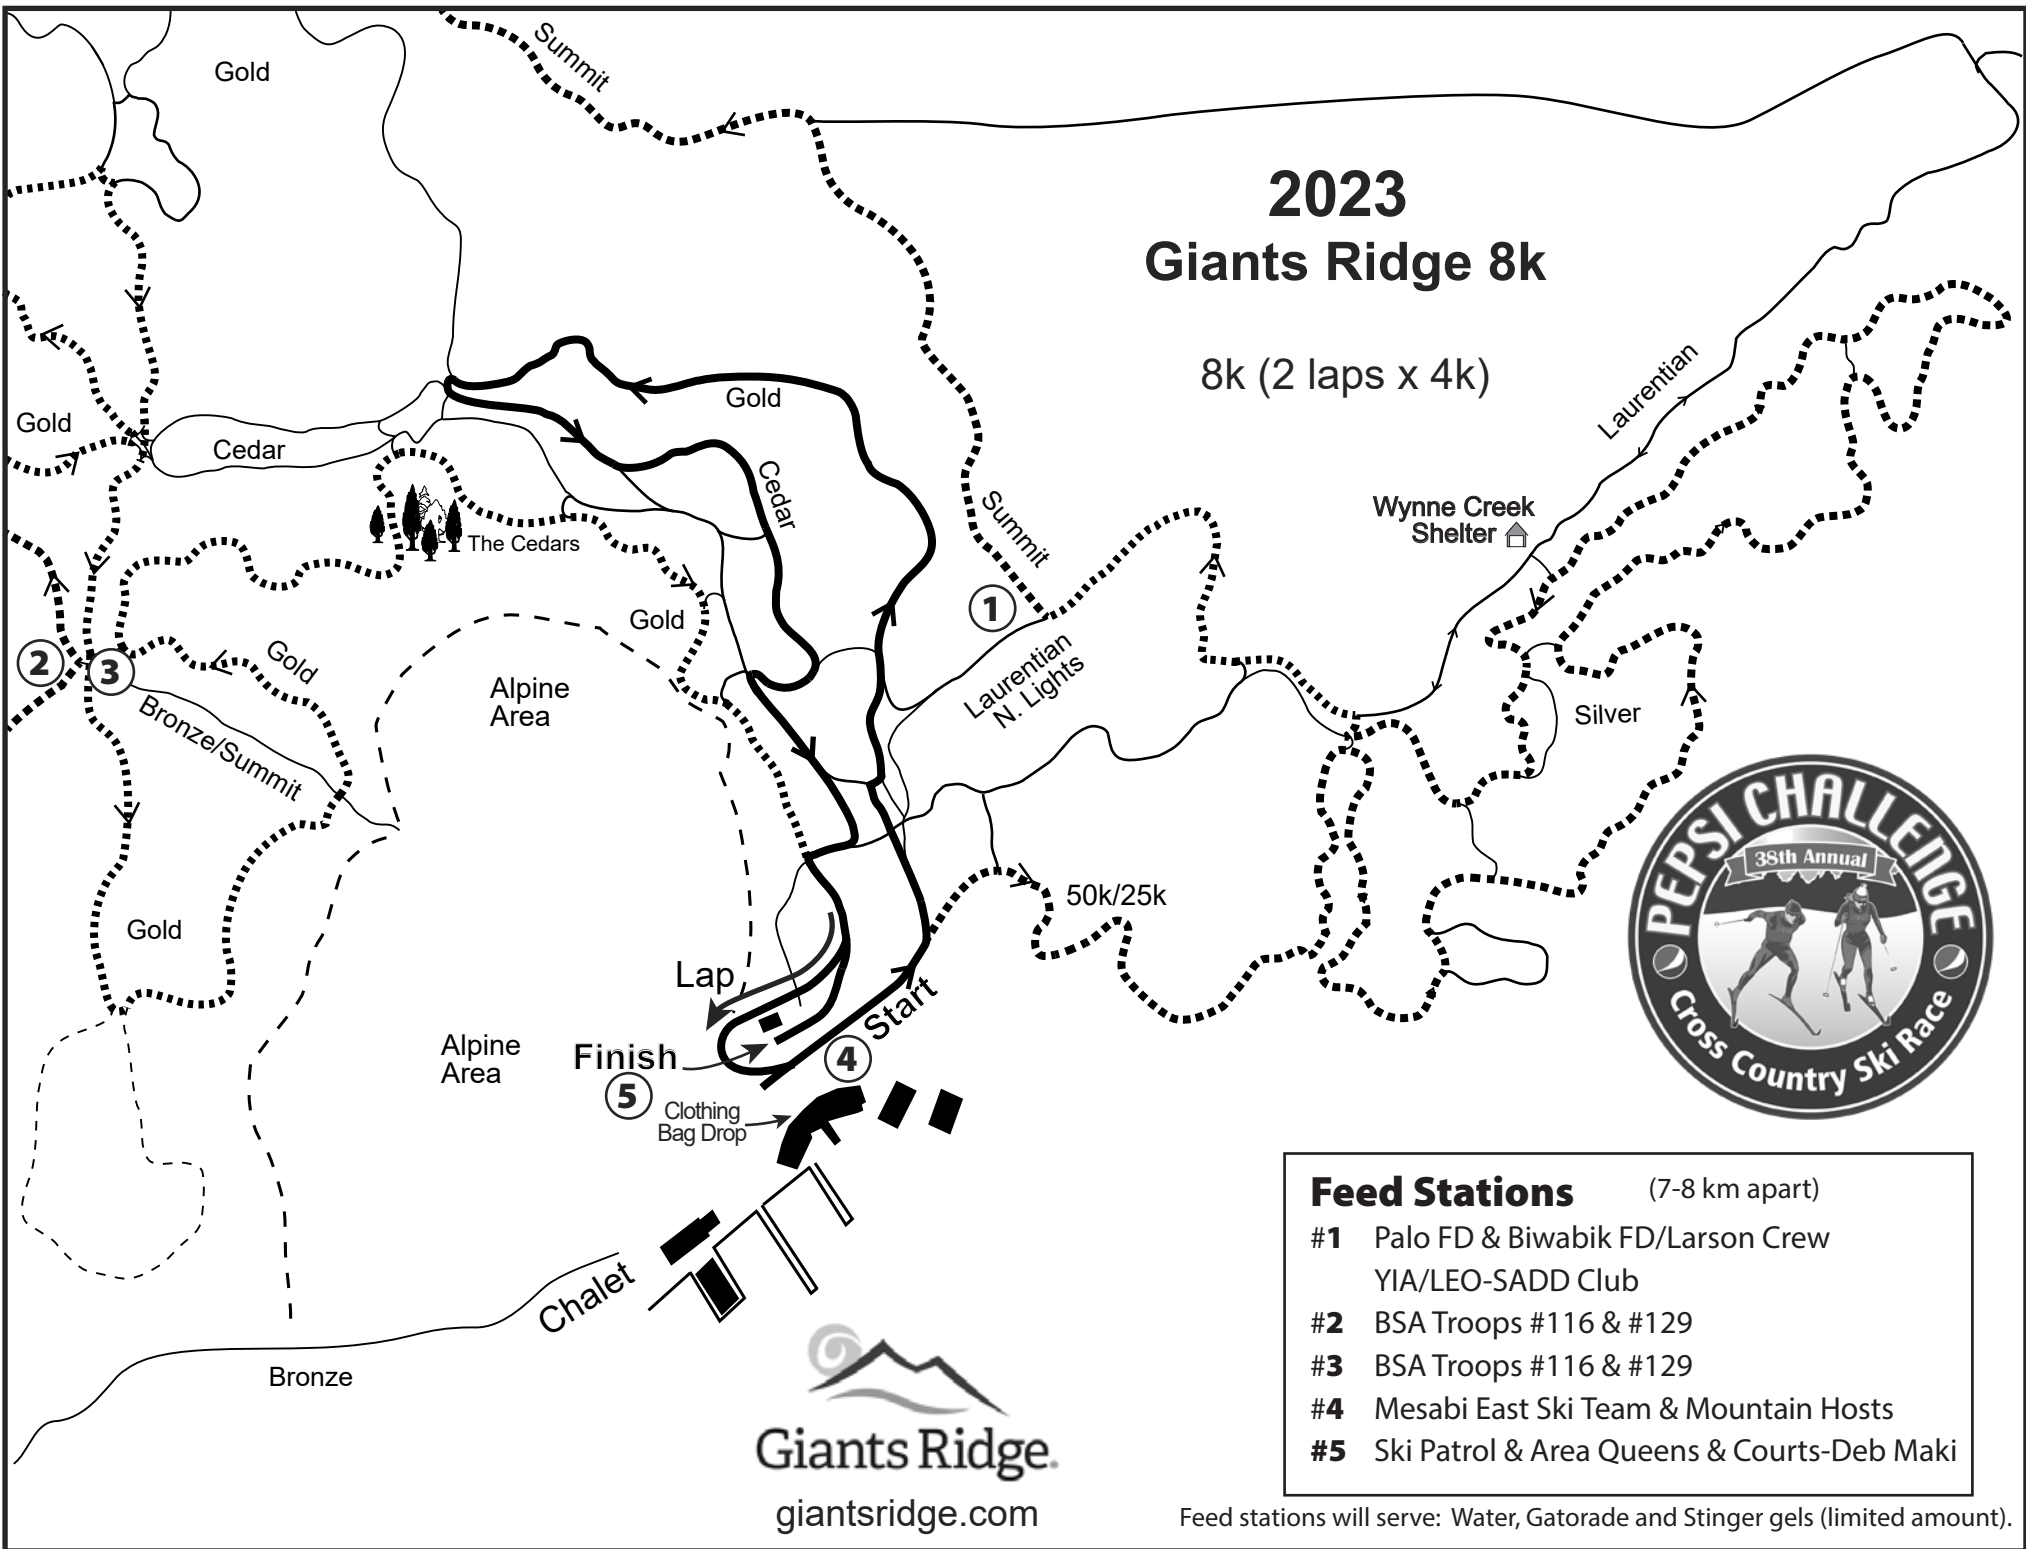 Summit
Gold
2023
Giants Ridge 8k
8k (2 laps x 4k)
Gold
Laurentian
Gold
Cedar
Cedar
Wynne Creek
Shelter
Summit
The Cedars
1
Gold
Gold
2
3
Laurentian
N. Lights
Alpine
Area
Silver
Bronze/Summit
PEPSI CHALLENGE
38th Annual
Cross Country Ski Race
50k/25k
Gold
Lap
Start
Alpine
Area
Finish
4
5
Clothing
Bag Drop
Chalet
Bronze
Giants Ridge.
giantsridge.com
Feed Stations (7-8 km apart)
#1 Palo FD & Biwabik FD/Larson Crew
YIA/LEO-SADD Club
#2 BSA Troops #116 & #129
#3 BSA Troops #116 & #129
#4 Mesabi East Ski Team & Mountain Hosts
#5 Ski Patrol & Area Queens & Courts-Deb Maki
Feed stations will serve: Water, Gatorade and Stinger gels (limited amount).